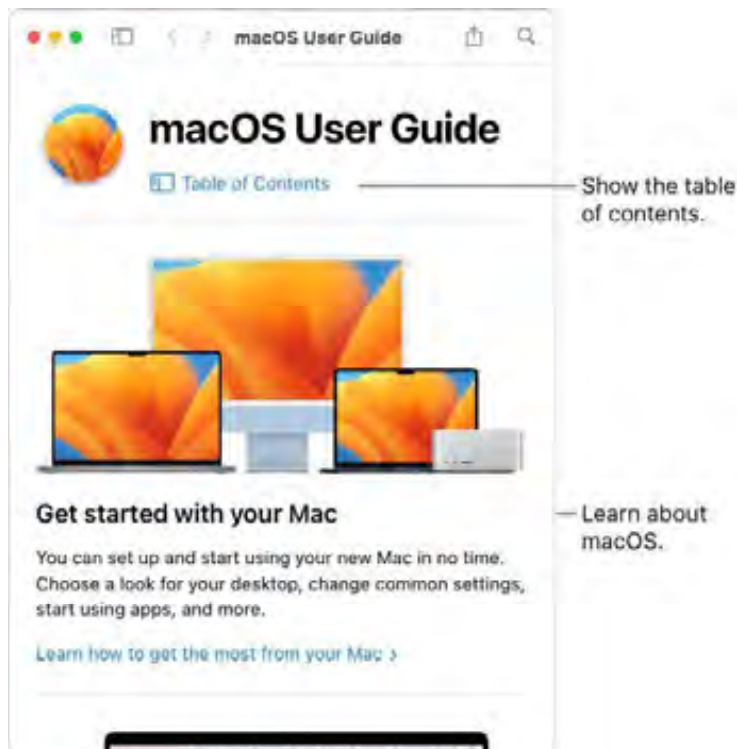 macOS User Guide
macOS User Guide
Table of Contents
Show the table
of contents.
Get started with your Mac
Learn about
macOS.
You can set up and start using your new Mac in no time.
Choose a look for your desktop, change common settings,
start using apps, and more.
Learn how to get the most from your Mac ›